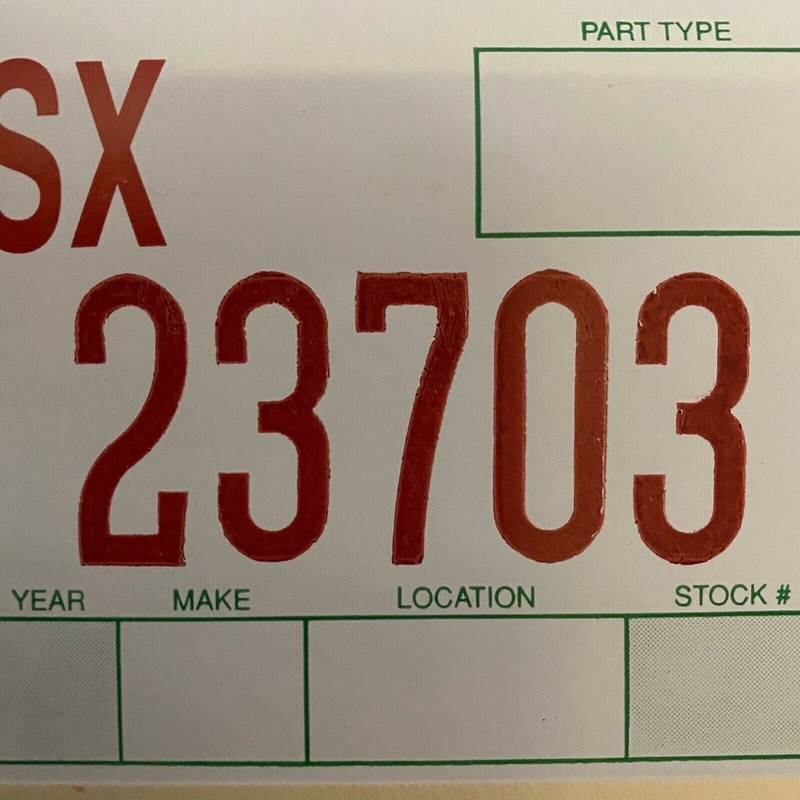 PART TYPE
SX
23703
YEAR MAKE LOCATION STOCK #